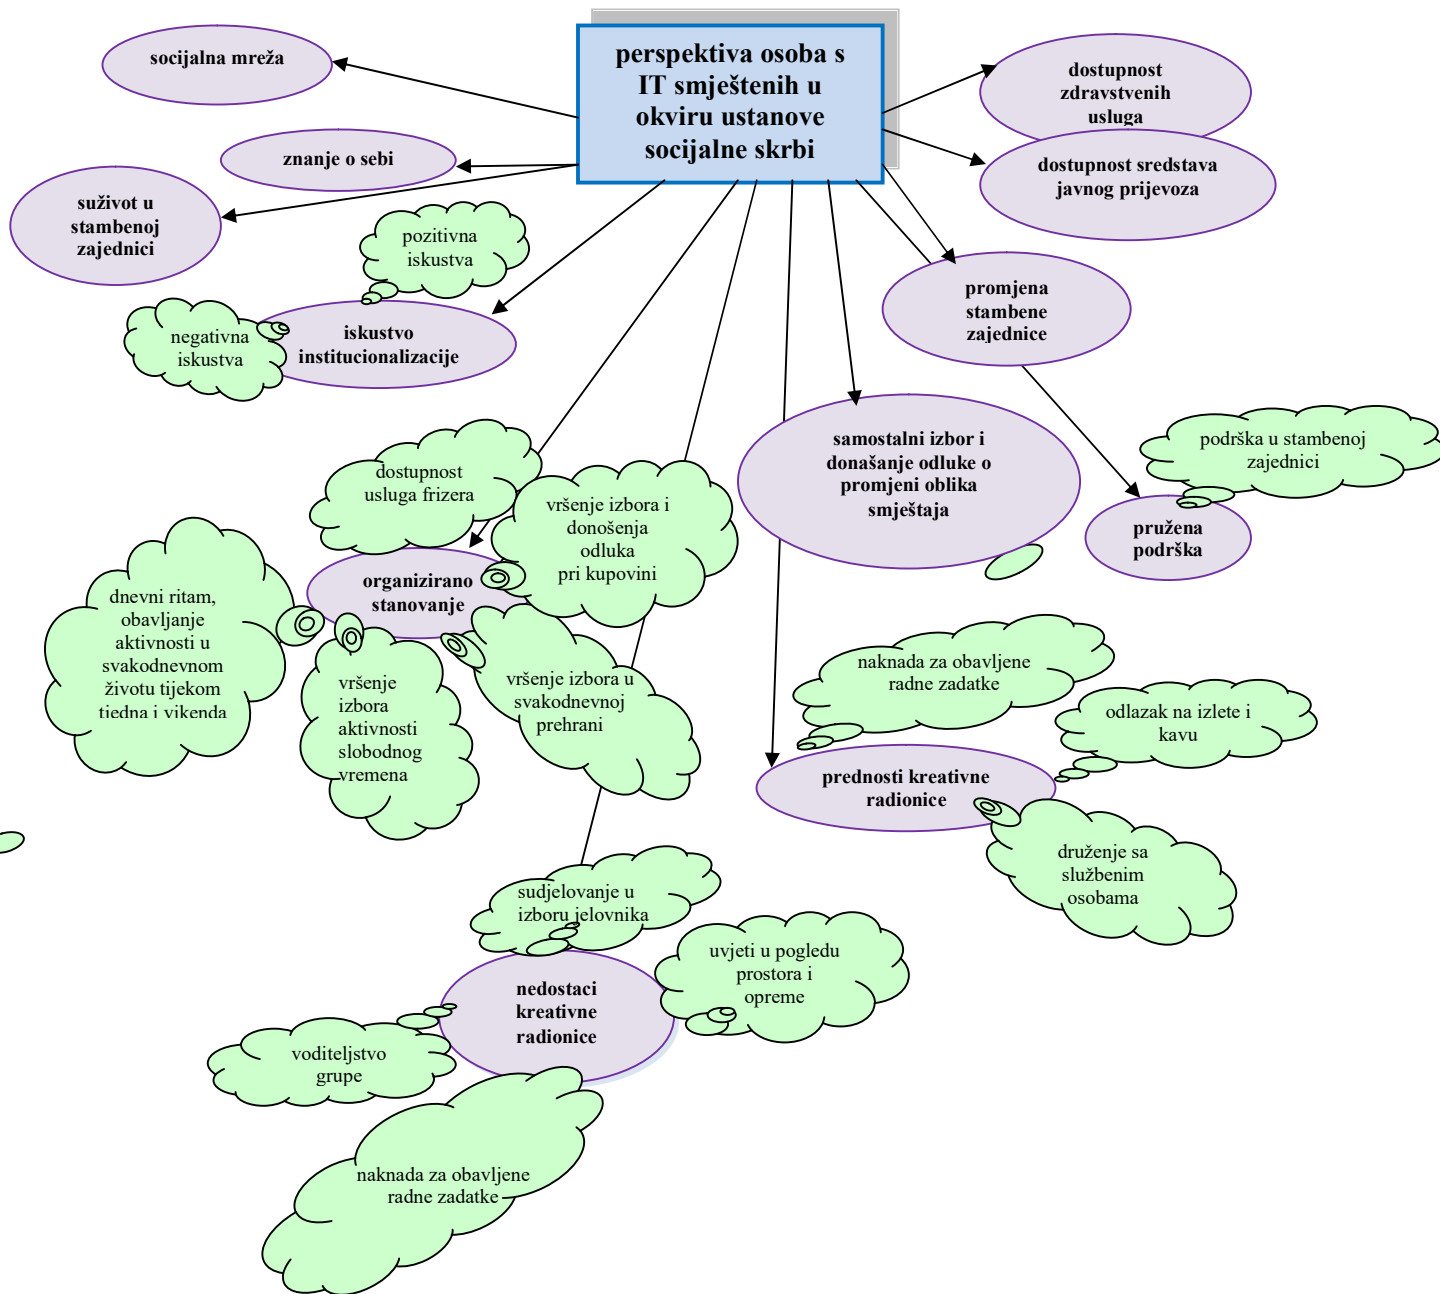 perspektiva osoba s
IT smještenih u
okviru ustanove
socijalne skrbi
socijalna mreža
dostupnost
zdravstvenih
usluga
znanje o sebi
dostupnost sredstava
javnog prijevoza
suživot u
stambenoj
zajednici
pozitivna
iskustva
promjena
stambene
zajednice
negativna
iskustva
iskustvo
institucionalizacije
samostalni izbor i
donašanje odluke o
promjeni oblika
smještaja
podrška u stambenoj
zajednici
pružena
podrška
dostupnost
usluga frizera
vršenje izbora i
donošenja
odluka
pri kupovini
organizirano
stanovanje
dnevni ritam,
obavljanje
aktivnosti u
svakodnevnom
životu tijekom
tjedna i vikenda
vršenje
izbora
aktivnosti
slobodnog
vremena
vršenje izbora u
svakodnevnoj
prehrani
naknada za obavljene
radne zadatke
odlazak na izlete i
kavu
prednosti kreativne
radionice
druženje sa
službenim
osobama
sudjelovanje u
izboru jelovnika
uvjeti u pogledu
prostora i
opreme
nedostaci
kreativne
radionice
voditeljstvo
grupe
naknada za obavljene
radne zadatke